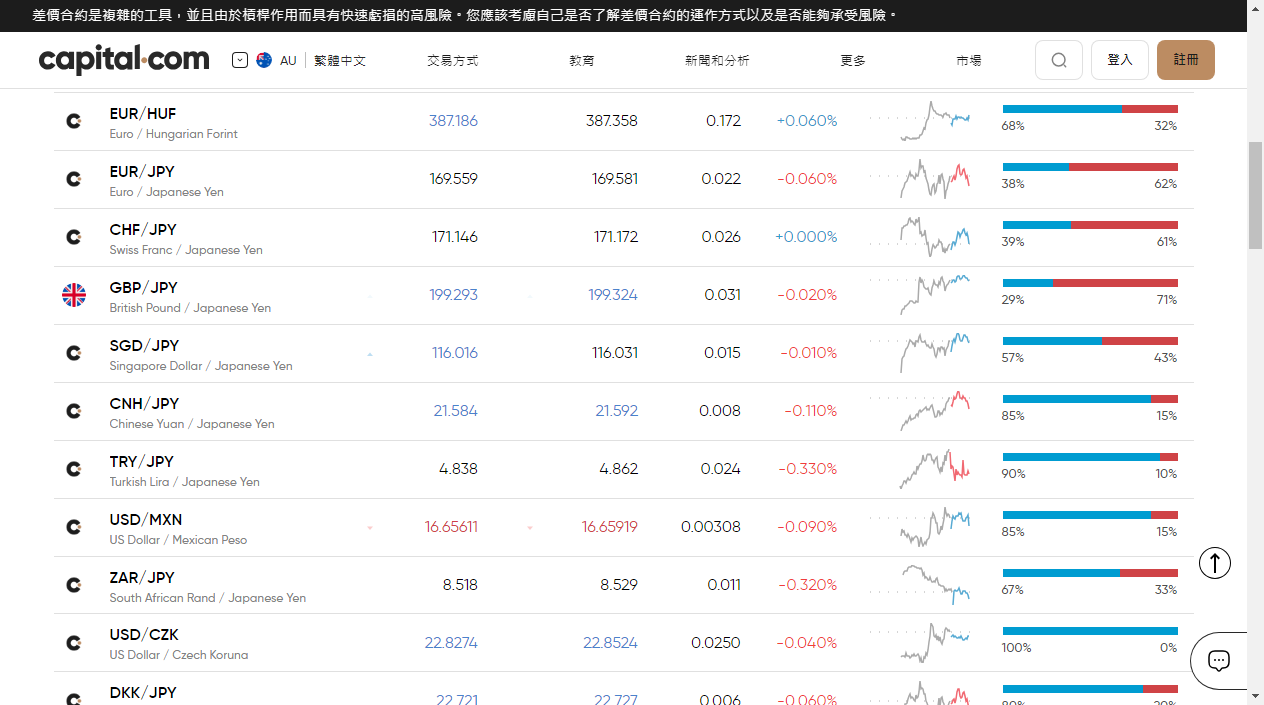 差價合約是複雜的工具，並且由於槓桿作用而具有快速虧損的高風險。您應該考慮自己是否了解差價合約的運作方式以及是否能夠承受風險。
capital.com AU 繁體中文 交易方式 教育 新聞和分析 更多 市場 登入 註冊
EUR/HUF 387.186 387.358 0.172 +0.060%
Euro / Hungarian Forint 68% 32%
EUR/JPY 169.559 169.581 0.022 -0.060%
Euro / Japanese Yen 38% 62%
CHF/JPY 171.146 171.172 0.026 +0.000%
Swiss Franc / Japanese Yen 39% 61%
GBP/JPY 199.293 199.324 0.031 -0.020%
British Pound / Japanese Yen 29% 71%
SGD/JPY 116.016 116.031 0.015 -0.010%
Singapore Dollar / Japanese Yen 57% 43%
CNH/JPY 21.584 21.592 0.008 -0.110%
Chinese Yuan / Japanese Yen 85% 15%
TRY/JPY 4.838 4.862 0.024 -0.330%
Turkish Lira / Japanese Yen 90% 10%
USD/MXN 16.65611 16.65919 0.00308 -0.090%
US Dollar / Mexican Peso 85% 15%
ZAR/JPY 8.518 8.529 0.011 -0.320%
South African Rand / Japanese Yen 67% 33%
USD/CZK 22.8274 22.8524 0.0250 -0.040%
US Dollar / Czech Koruna 100% 0%
DKK/JPY 22.721 22.727 0.006 -0.060%